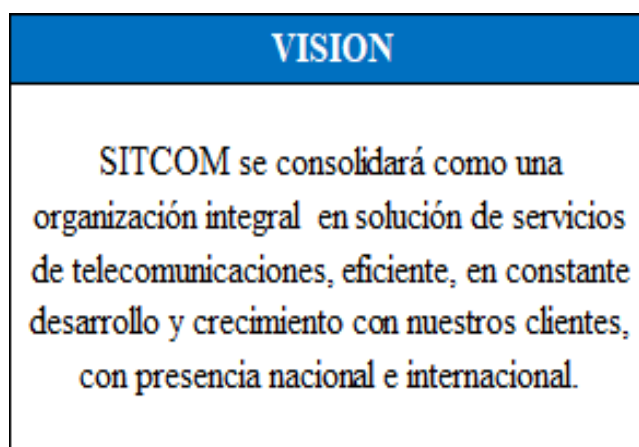 VISION
SITCOM se consolidará como una
organización integral en solución de servicios
de telecomunicaciones, eficiente, en constante
desarrollo y crecimiento con nuestros clientes,
con presencia nacional e internacional.